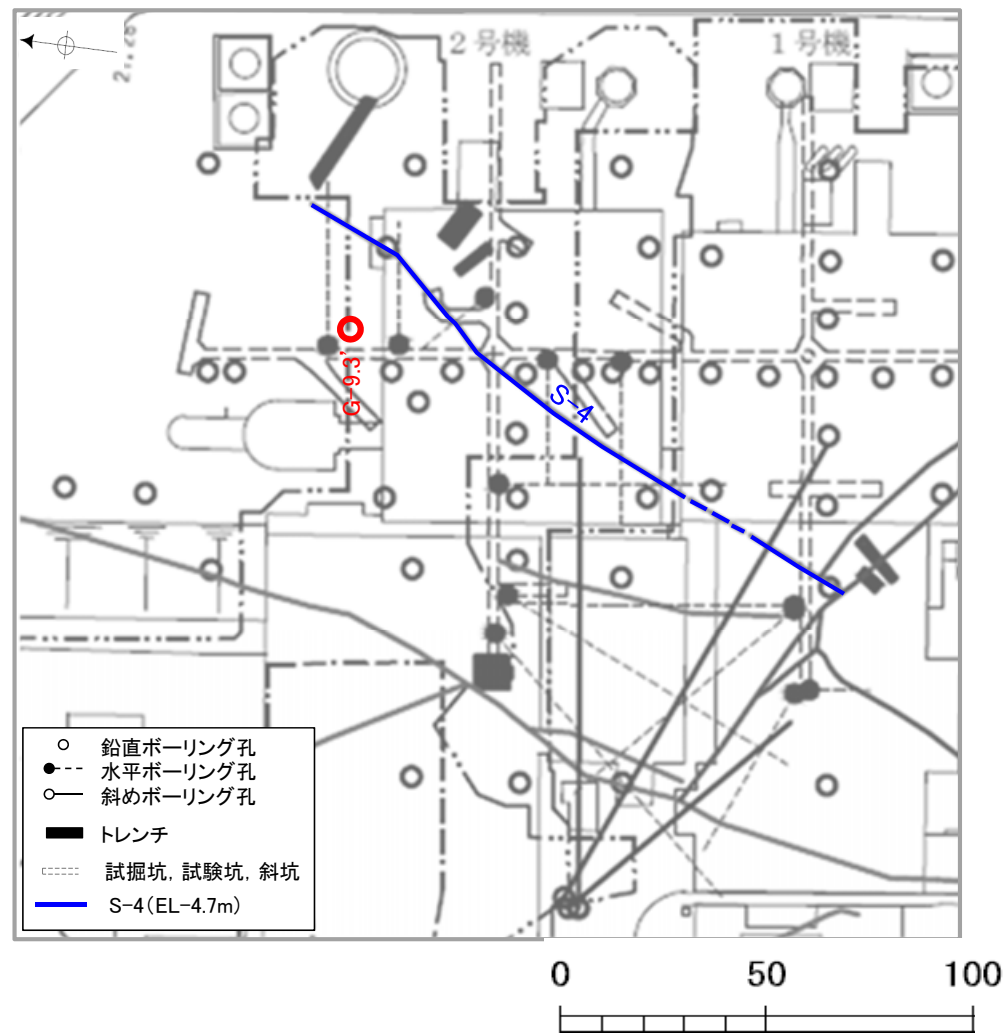 21,28
2号機
1号機
G-9.3'
S-4
鉛直ボーリング孔
水平ボーリング孔
斜めボーリング孔
トレンチ
試掘坑, 試験坑, 斜坑
S-4(EL-4.7m)
0 50 100